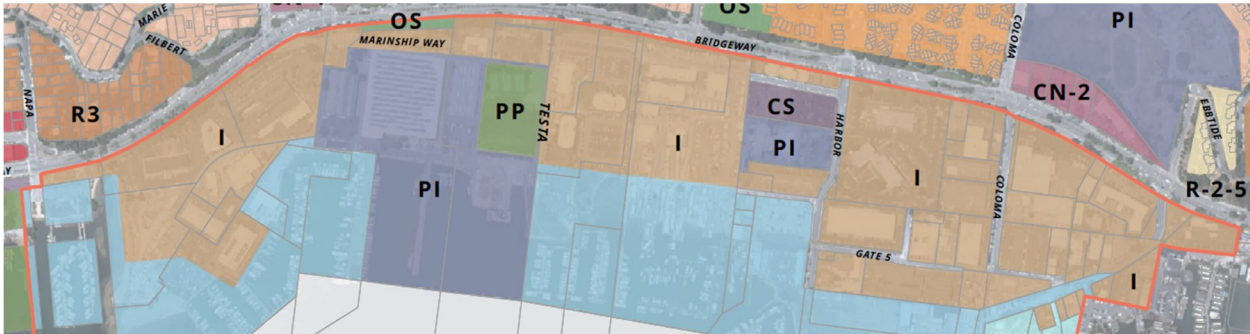 MARIE
FILBERT
NAPA
R3
OS
MARINSHIP WAY
OS
BRIDGEWAY
COLOMA
PI
CN-2
EBBTIDE
R-2-5
PP
TESTA
CS
PI
HARBOR
I
I
I
PI
COLOMA
GATE 5
I